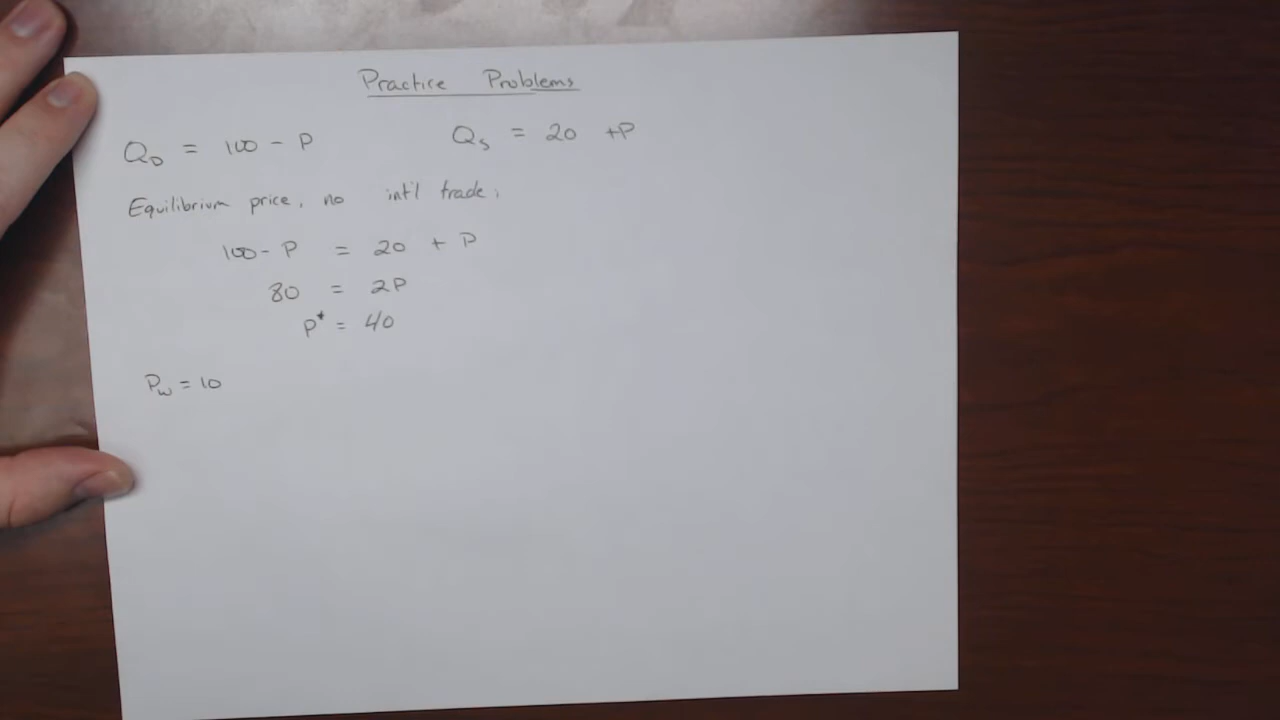 Practice Problems
Q_D = 100 - P    Q_S = 20 + P
Equilibrium price, no int'l trade:
100 - P = 20 + P
80 = 2P
P* = 40
P_w = 10